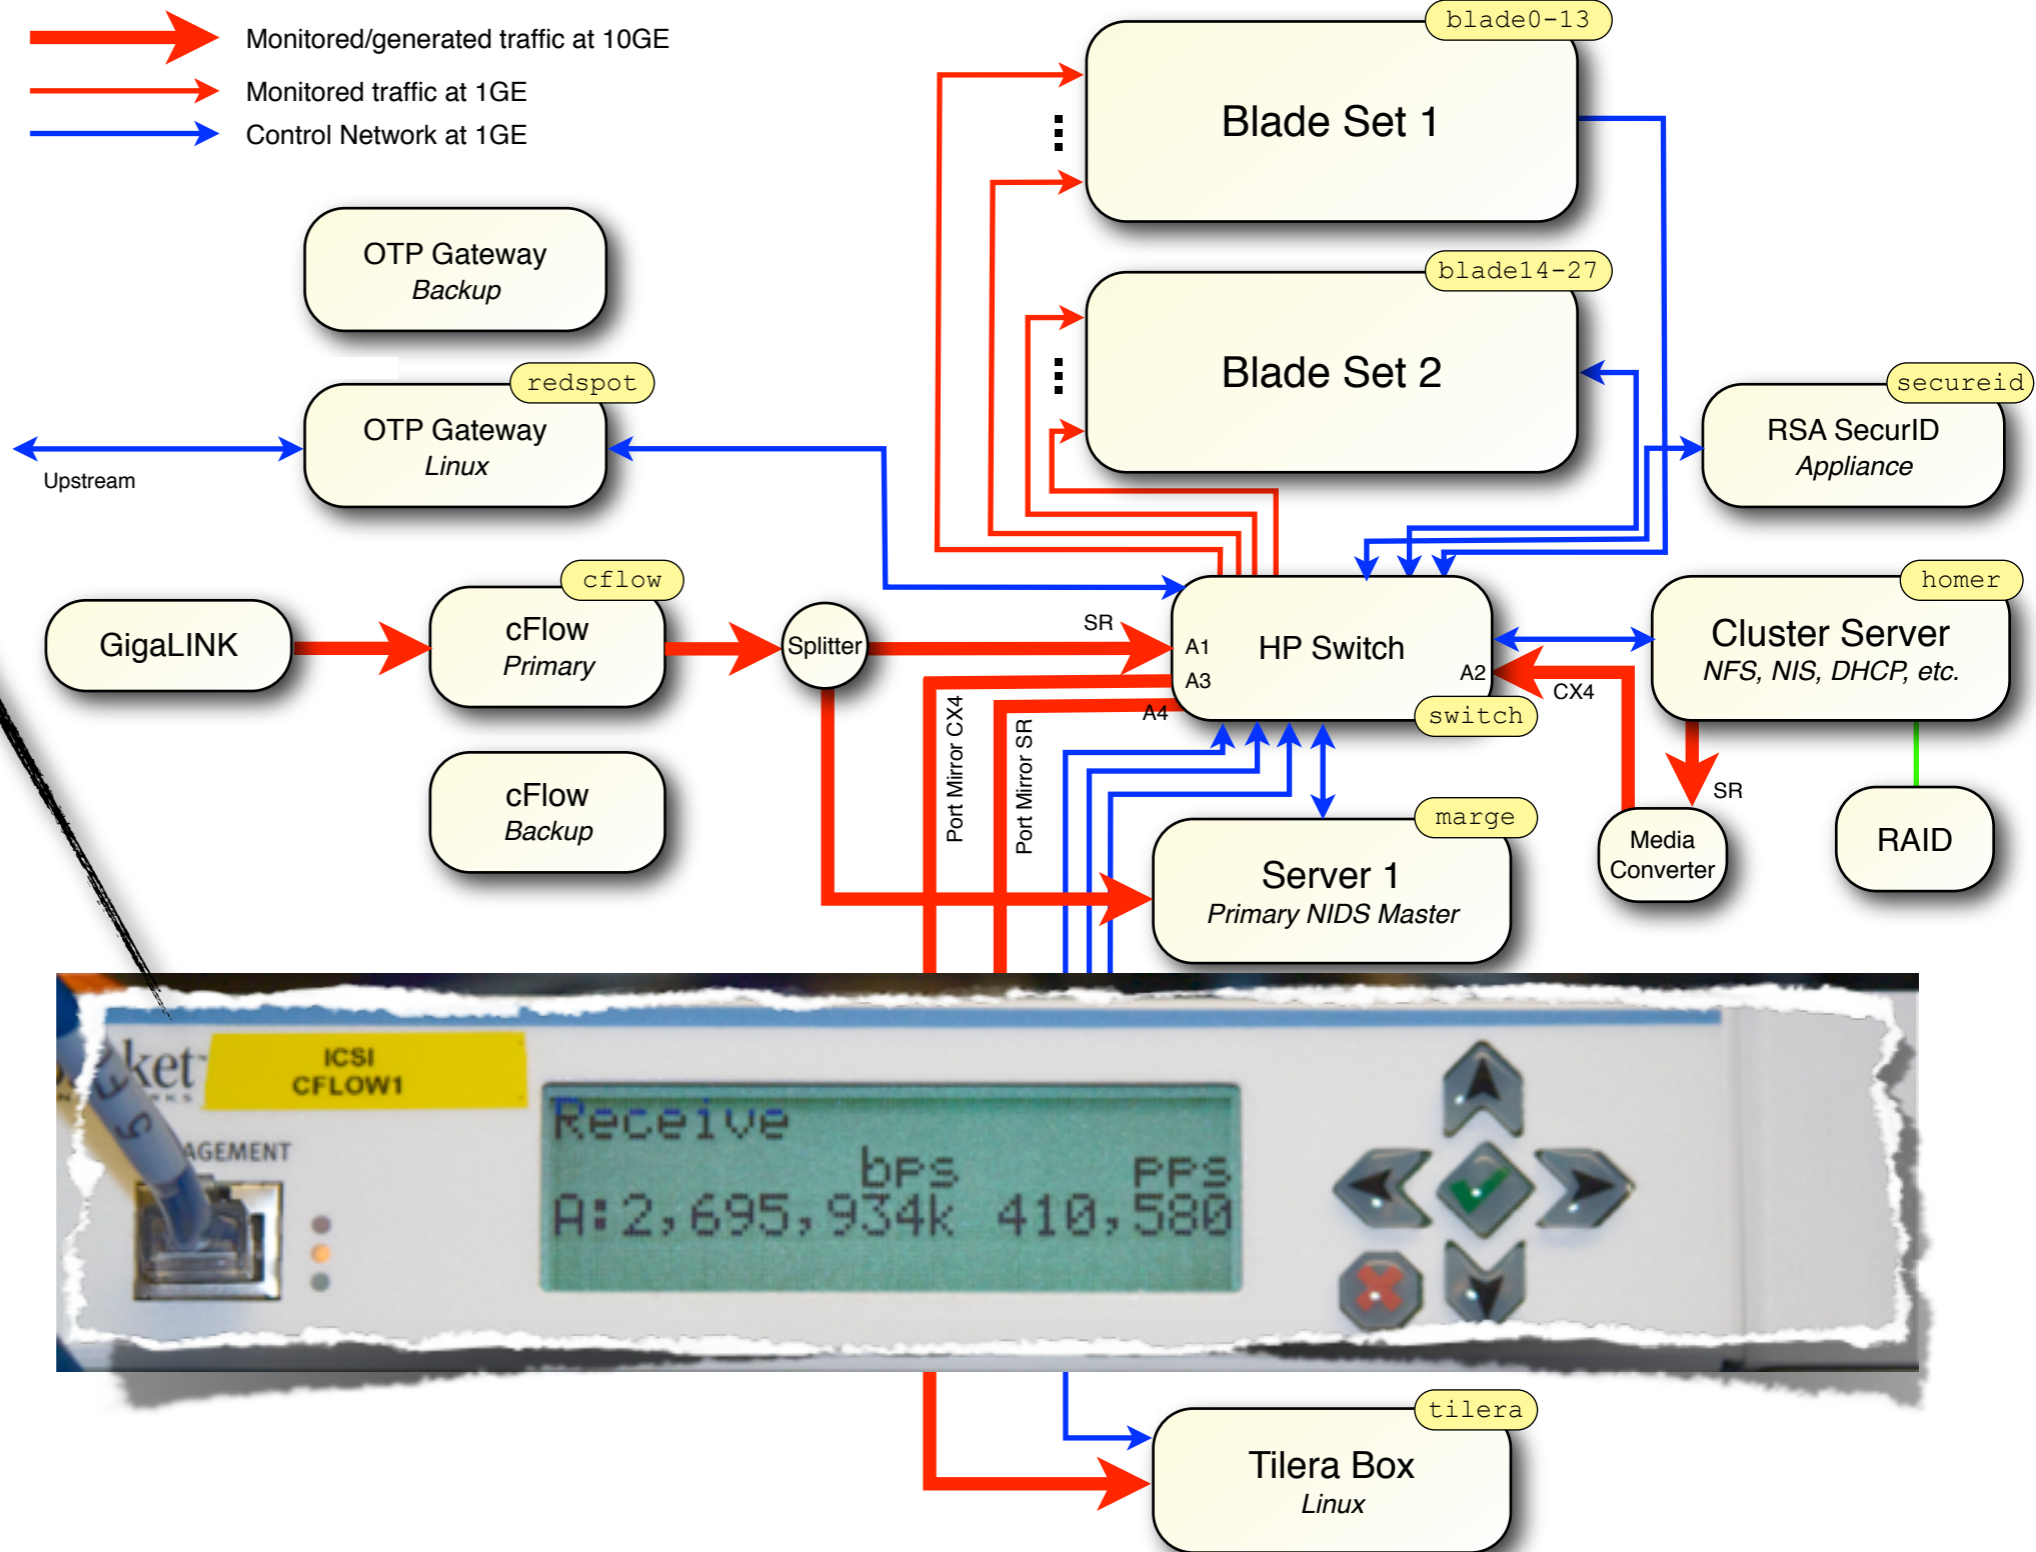 Monitored/generated traffic at 10GE
Monitored traffic at 1GE
Control Network at 1GE
blade0-13
Blade Set 1
OTP Gateway
Backup
blade14-27
Blade Set 2
redspot
OTP Gateway
Linux
Upstream
secureid
RSA SecurID
Appliance
GigaLINK
cflow
cFlow
Primary
Splitter
SR
A1
A3
A4
HP Switch
A2
switch
CX4
homer
Cluster Server
NFS, NIS, DHCP, etc.
cFlow
Backup
Port Mirror CX4
Port Mirror SR
marge
Server 1
Primary NIDS Master
SR
Media
Converter
RAID
ICSI
CFLOW1
Receive
bps pps
A:2,695,934k 410,580
tilera
Tilera Box
Linux